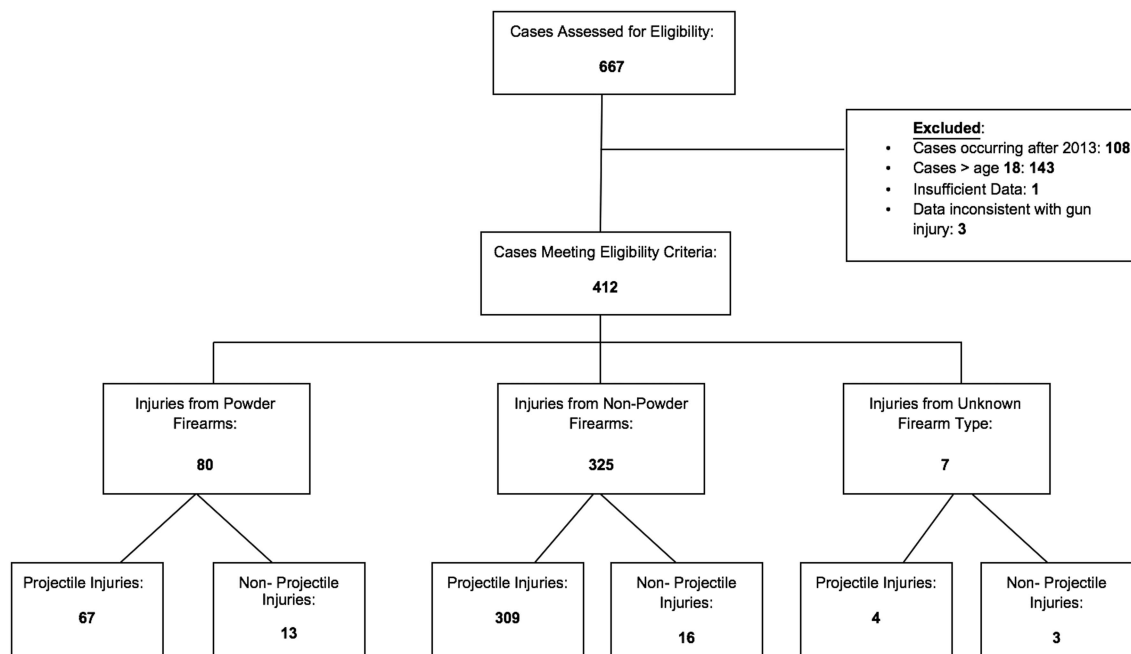 Cases Assessed for Eligibility:
667
Excluded:
• Cases occurring after 2013: 108
• Cases > age 18: 143
• Insufficient Data: 1
• Data inconsistent with gun
injury: 3
Cases Meeting Eligibility Criteria:
412
Injuries from Powder
Firearms:
80
Injuries from Non-Powder
Firearms:
325
Injuries from Unknown
Firearm Type:
7
Projectile Injuries:
67
Non- Projectile
Injuries:
13
Projectile Injuries:
309
Non- Projectile
Injuries:
16
Projectile Injuries:
4
Non- Projectile
Injuries:
3